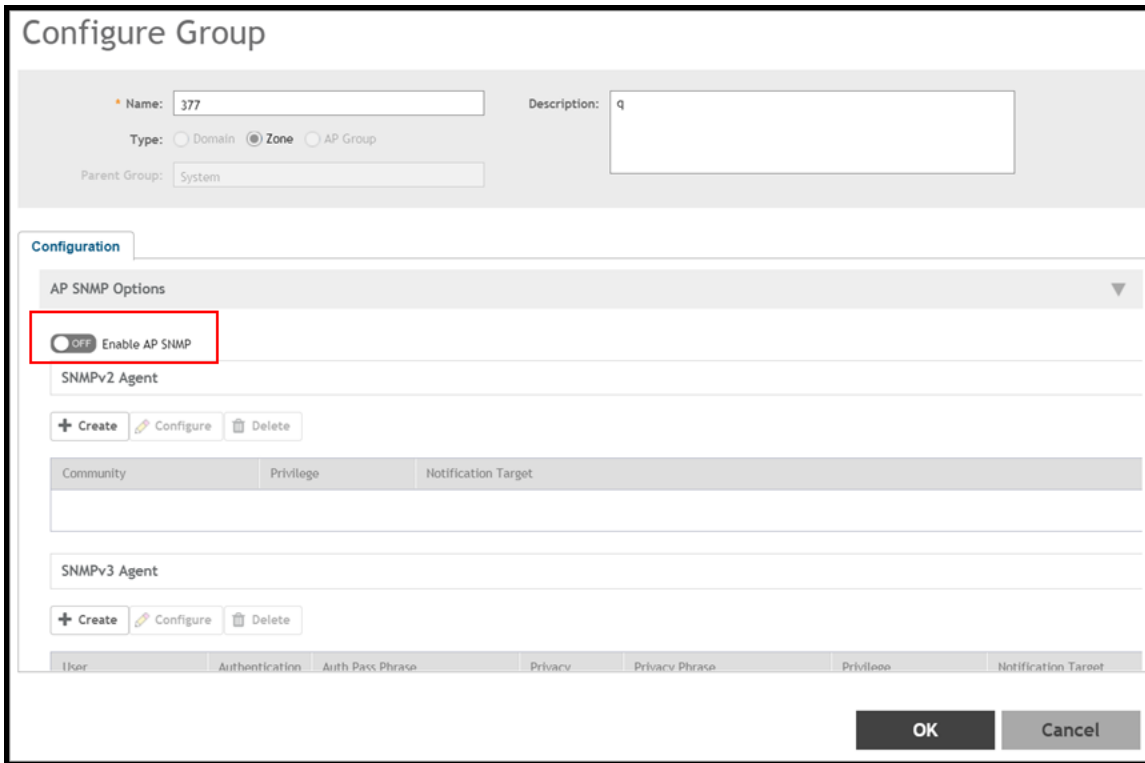 Configure Group
* Name: 377 Description: q
Type: Domain Zone AP Group
Parent Group: System
Configuration
AP SNMP Options
OFF Enable AP SNMP
SNMPv2 Agent
+ Create Configure Delete
Community Privilege Notification Target
SNMPv3 Agent
+ Create Configure Delete
User Authentication Auth Pass Phrase Privacy Privacy Phrase Privilege Notification Target
OK Cancel